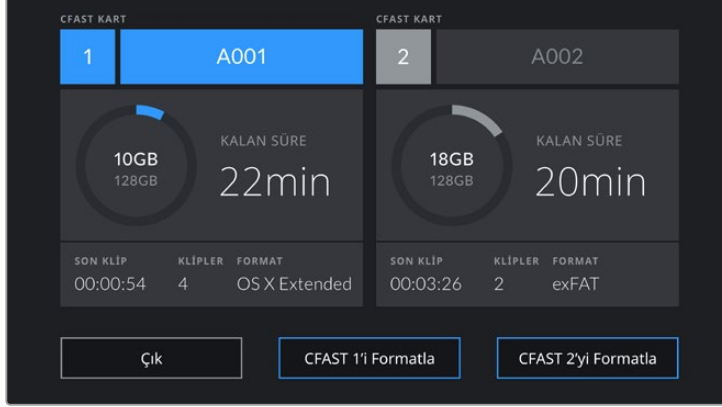 CFAST KART
1 A001
10GB
128GB
KALAN SÜRE
22min
SON KLİP KLİPLER FORMAT
00:00:54 4 OS X Extended
CFAST KART
2 A002
18GB
128GB
KALAN SÜRE
20min
SON KLİP KLİPLER FORMAT
00:03:26 2 exFAT
Çık
CFAST 1'i Formatla
CFAST 2'yi Formatla